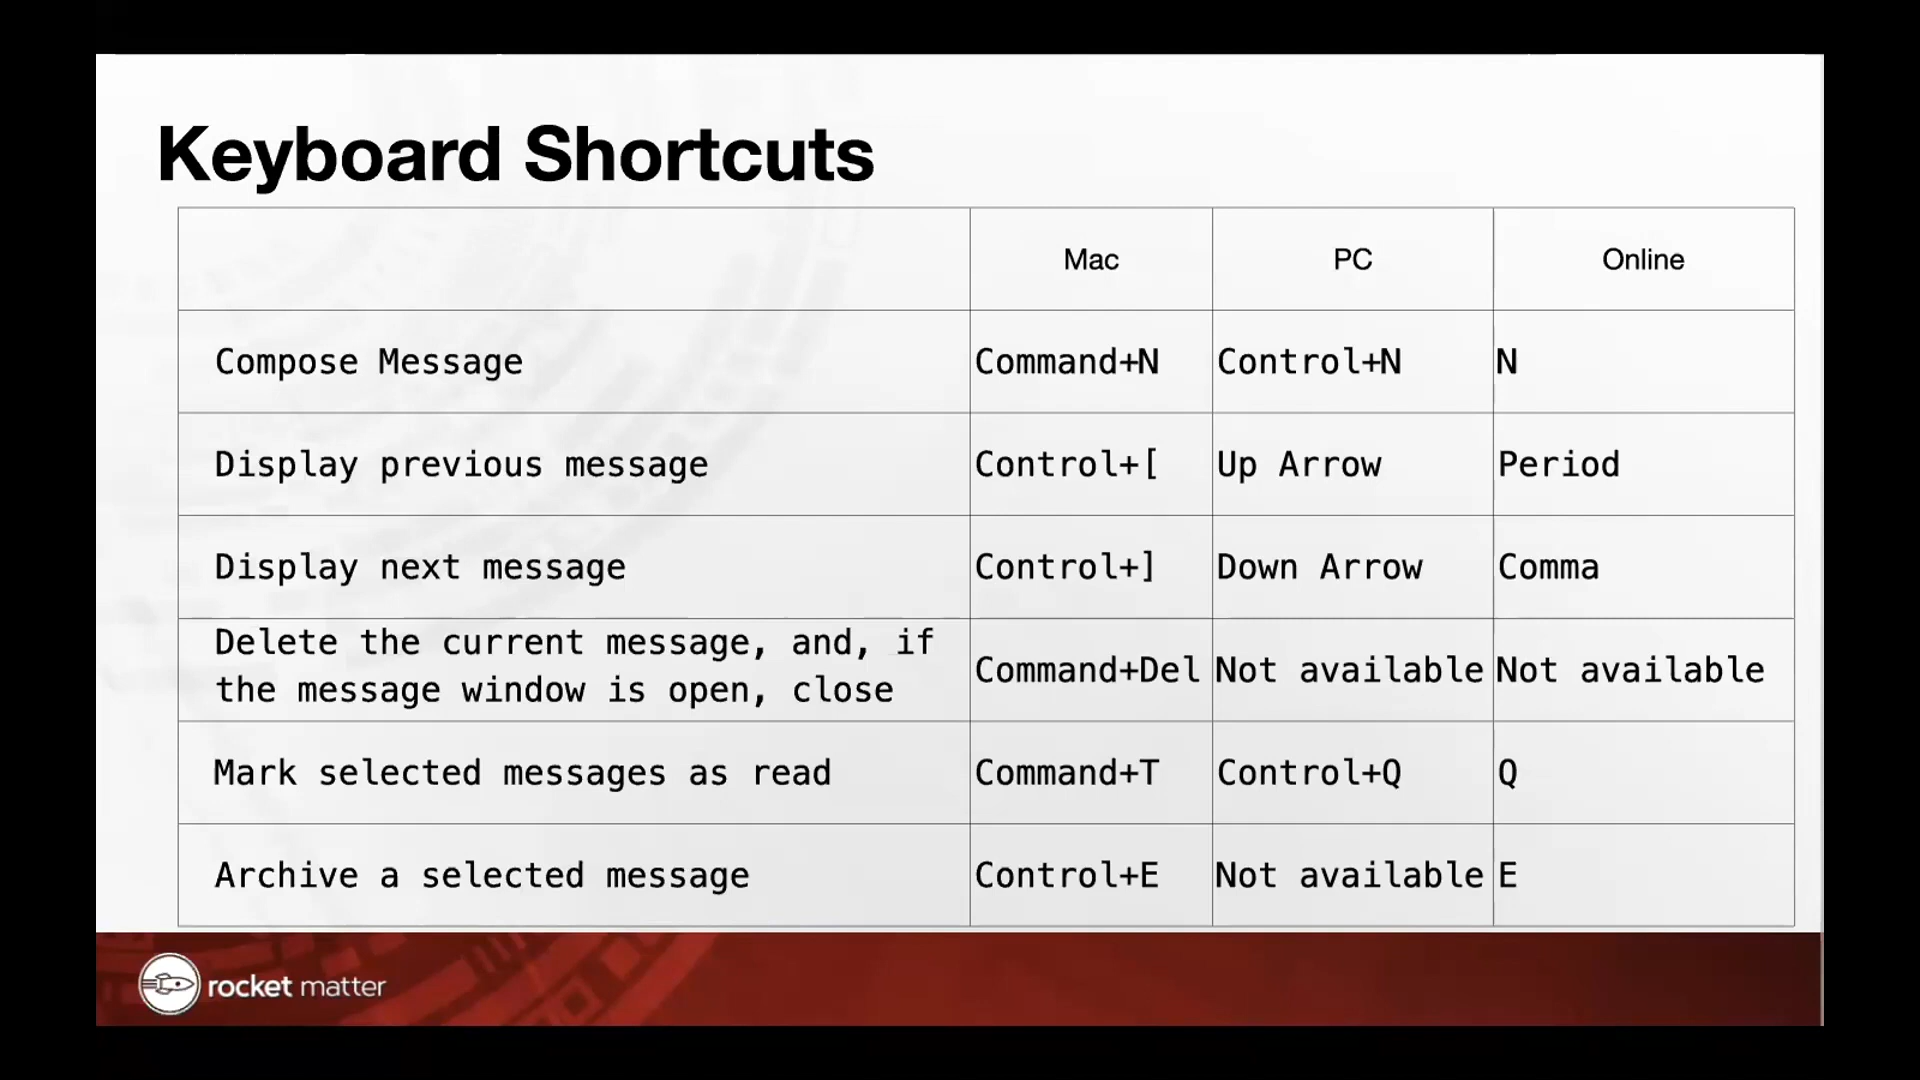 Keyboard Shortcuts
Mac PC Online
Compose Message Command+N Control+N N
Display previous message Control+[ Up Arrow Period
Display next message Control+] Down Arrow Comma
Delete the current message, and, if
the message window is open, close Command+Del Not available Not available
Mark selected messages as read Command+T Control+Q Q
Archive a selected message Control+E Not available E
rocket matter